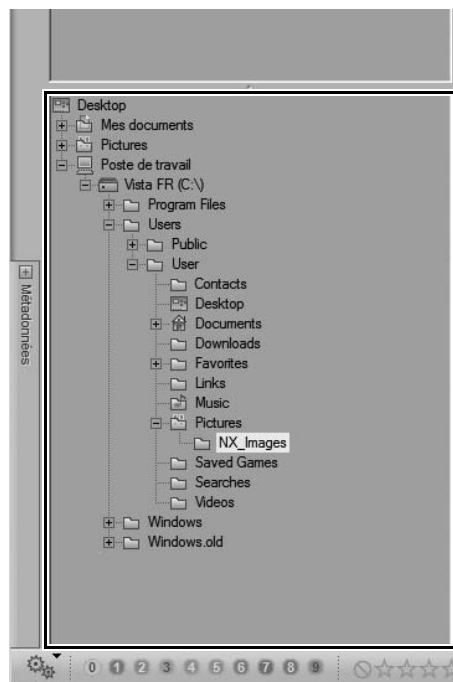 Desktop
Mes documents
Pictures
Poste de travail
Vista FR (C:\)
Program Files
Users
Public
User
Contacts
Desktop
Documents
Downloads
Favorites
Links
Music
Pictures
NX_Images
Saved Games
Searches
Videos
Windows
Windows.old
Métadonnées
0 1 2 3 4 5 6 7 8 9